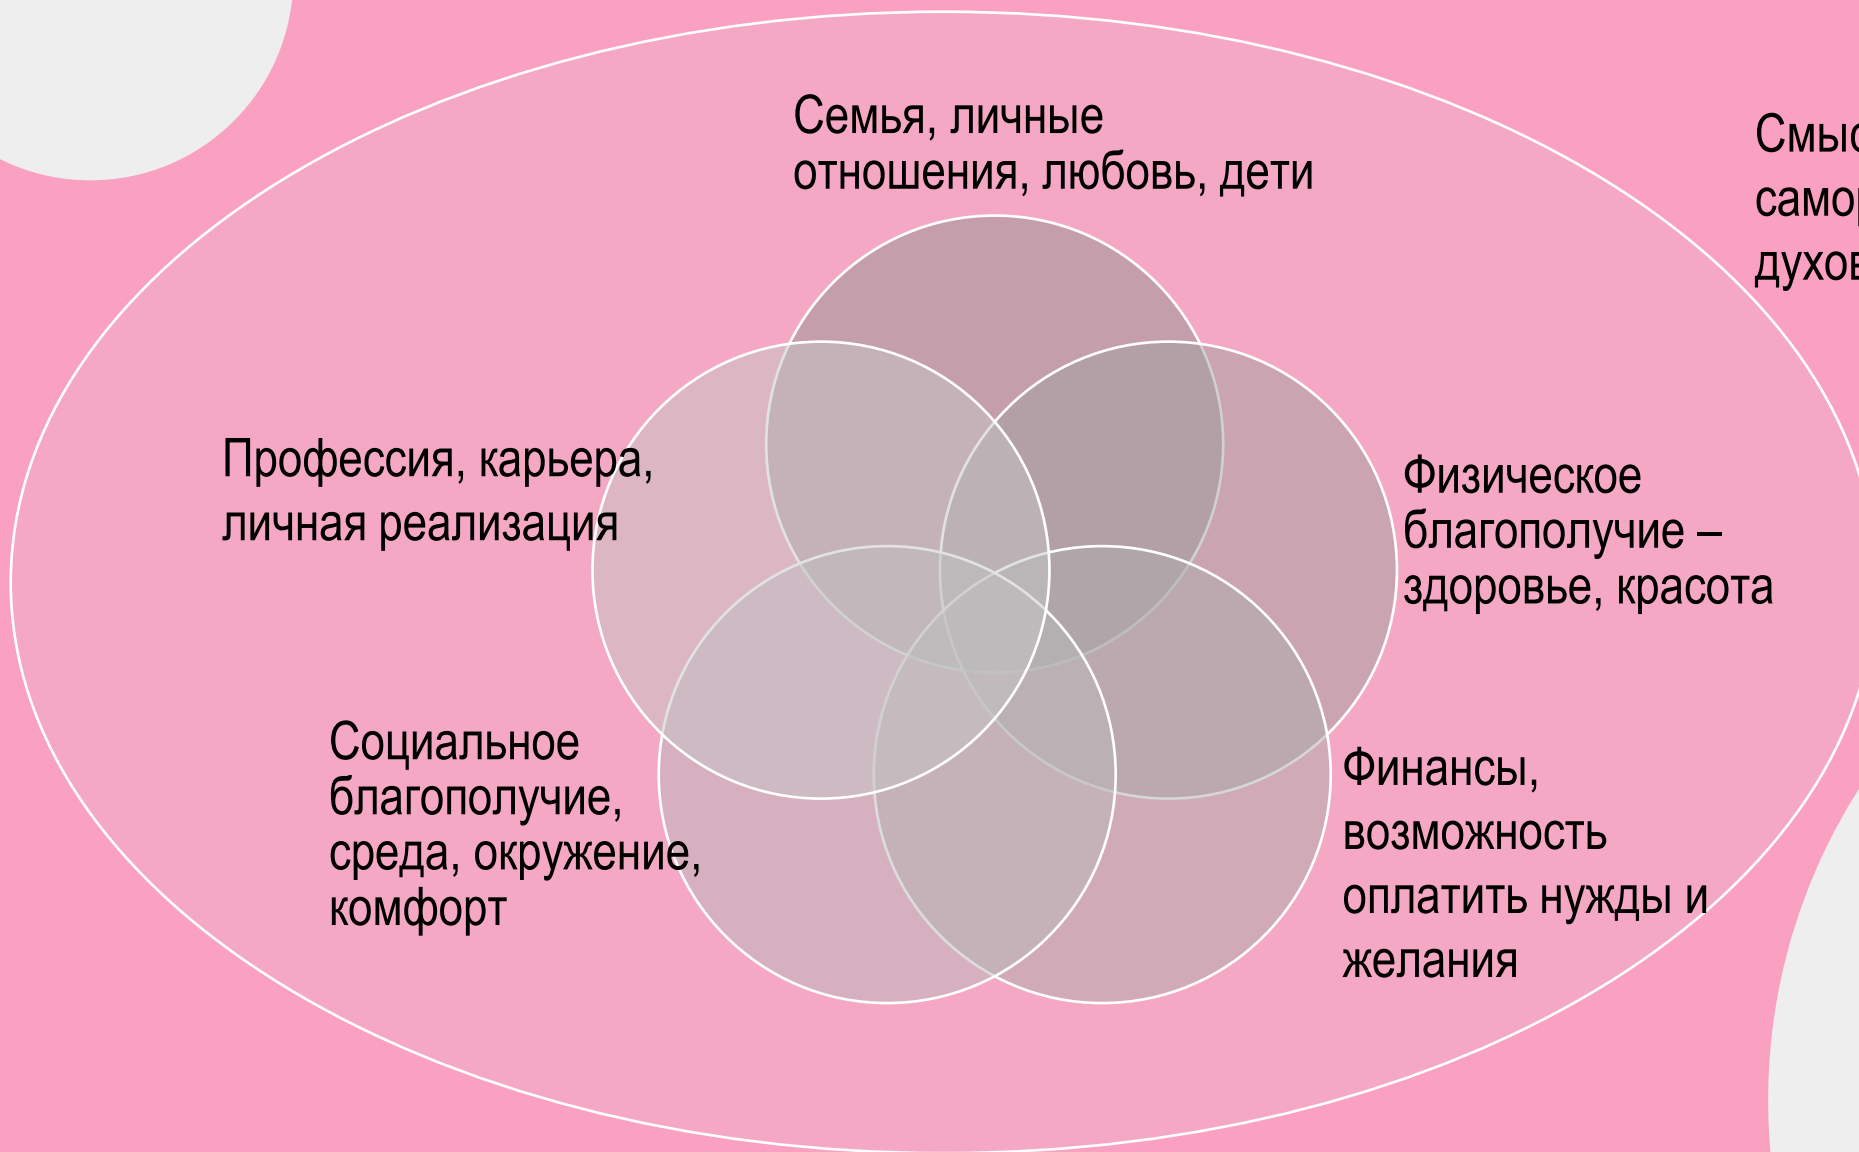 Семья, личные
отношения, любовь, дети
Профессия, карьера,
личная реализация
Физическое
благополучие –
здоровье, красота
Социальное
благополучие,
среда, окружение,
комфорт
Финансы,
возможность
оплатить нужды и
желания